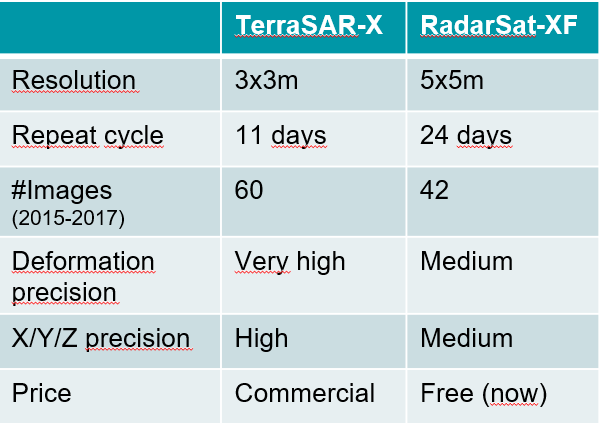 TerraSAR-X RadarSat-XF
Resolution 3x3m 5x5m
Repeat cycle 11 days 24 days
#Images 60 42
(2015-2017)
Deformation Very high Medium
precision
X/Y/Z precision High Medium
Price Commercial Free (now)